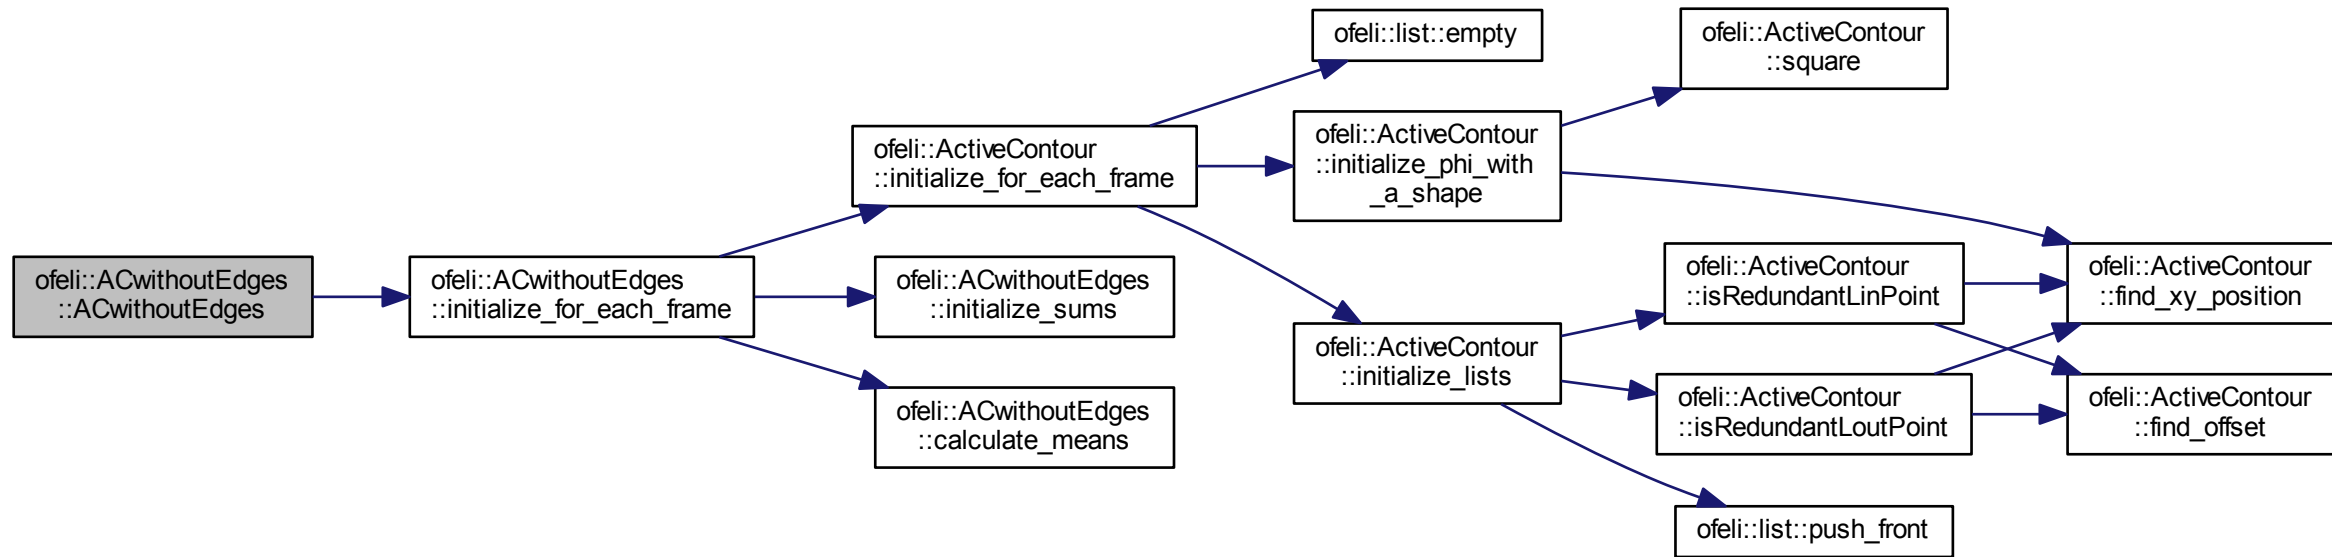 ofeli::ACwithoutEdges
::ACwithoutEdges
ofeli::ACwithoutEdges
::initialize_for_each_frame
ofeli::ActiveContour
::initialize_for_each_frame
ofeli::ACwithoutEdges
::initialize_sums
ofeli::ACwithoutEdges
::calculate_means
ofeli::list::empty
ofeli::ActiveContour
::initialize_phi_with
_a_shape
ofeli::ActiveContour
::initialize_lists
ofeli::ActiveContour
::square
ofeli::ActiveContour
::isRedundantLinPoint
ofeli::ActiveContour
::isRedundantLoutPoint
ofeli::list::push_front
ofeli::ActiveContour
::find_xy_position
ofeli::ActiveContour
::find_offset